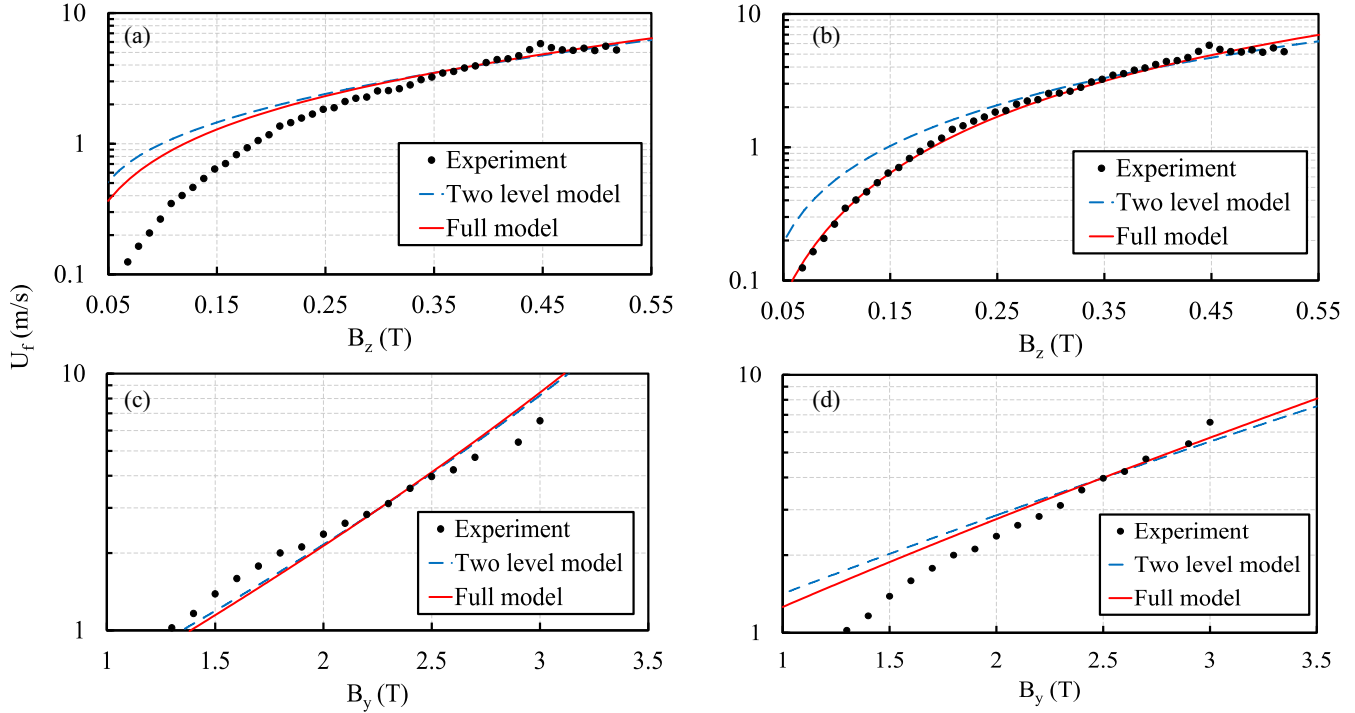 U_f (m/s)
(a)
10
1
0.1
0.05 0.15 0.25 0.35 0.45 0.55
B_z (T)
Experiment
Two level model
Full model
(b)
10
1
0.1
0.05 0.15 0.25 0.35 0.45 0.55
B_z (T)
Experiment
Two level model
Full model
(c)
10
1
1 1.5 2 2.5 3 3.5
B_y (T)
Experiment
Two level model
Full model
(d)
10
1
1 1.5 2 2.5 3 3.5
B_y (T)
Experiment
Two level model
Full model